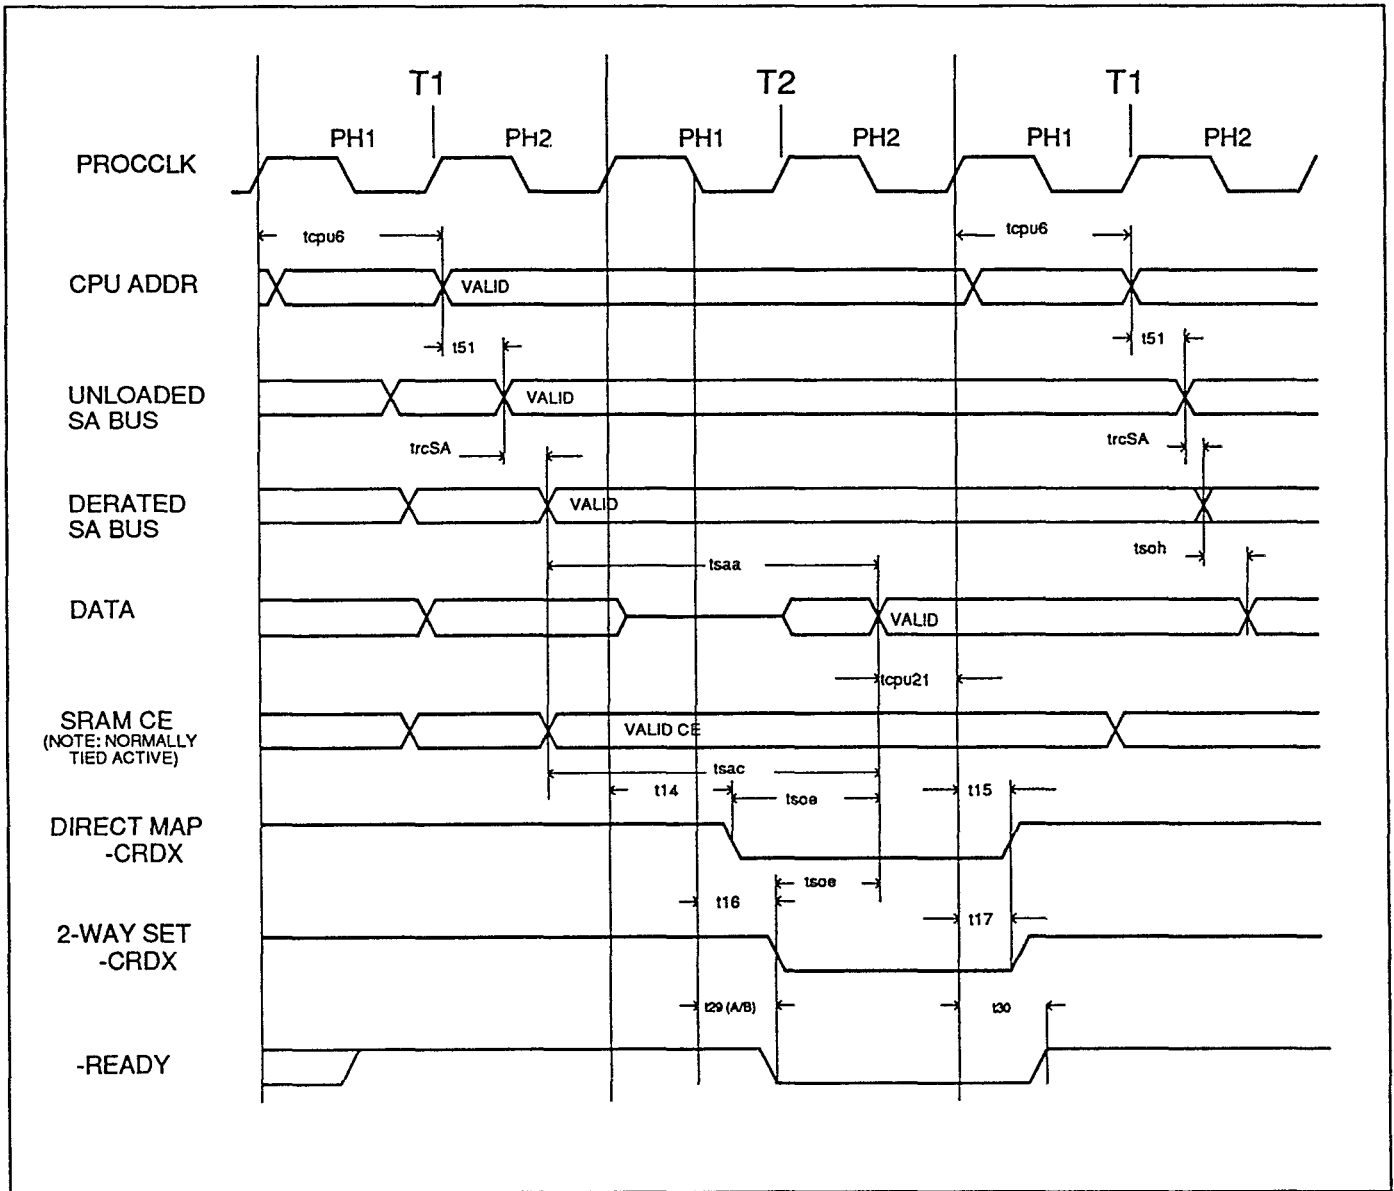 T1 T2 T1
PH1 PH2 PH1 PH2 PH1 PH2
PROCCLK
tcpu6 tcpu6
CPU ADDR VALID
t51 t51
UNLOADED
SA BUS
VALID
trcSA trcSA
DERATED
SA BUS
VALID
tsaa tsoh
DATA VALID
tcpu21
SRAM CE
(NOTE: NORMALLY
TIED ACTIVE)
VALID CE
tsac
t14 tsoe t15
DIRECT MAP
-CRDX
tsoe
t16 t17
2-WAY SET
-CRDX
t29 (A/B) t30
-READY